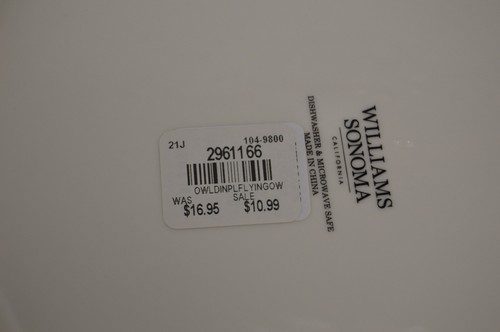 21J 104-9800
2961166
OWLDINPLFLYINGOW
WAS SALE
$16.95 $10.99
WILLIAMS
SONOMA
CALIFORNIA
DISHWASHER & MICROWAVE SAFE
MADE IN CHINA